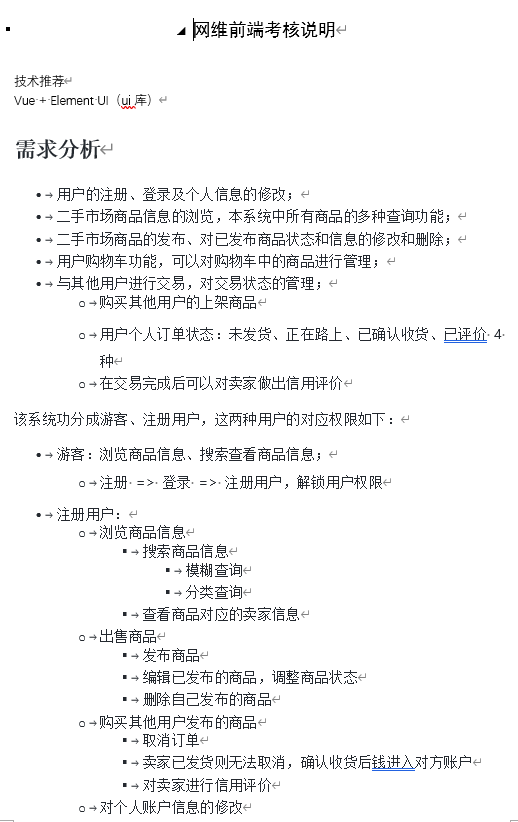 网维前端考核说明
技术推荐
Vue + Element UI（ui 库）
需求分析
用户的注册、登录及个人信息的修改；
二手市场商品信息的浏览，本系统中所有商品的多种查询功能；
二手市场商品的发布、对已发布商品状态和信息的修改和删除；
用户购物车功能，可以对购物车中的商品进行管理；
与其他用户进行交易，对交易状态的管理；
购买其他用户的上架商品
用户个人订单状态：未发货、正在路上、已确认收货、已评价 4
种
在交易完成后可以对卖家做出信用评价
该系统功分成游客、注册用户，这两种用户的对应权限如下：
游客：浏览商品信息、搜索查看商品信息；
注册 => 登录 => 注册用户，解锁用户权限
注册用户：
浏览商品信息
搜索商品信息
模糊查询
分类查询
查看商品对应的卖家信息
出售商品
发布商品
编辑已发布的商品，调整商品状态
删除自己发布的商品
购买其他用户发布的商品
取消订单
卖家已发货则无法取消，确认收货后钱进入对方账户
对卖家进行信用评价
对个人账户信息的修改